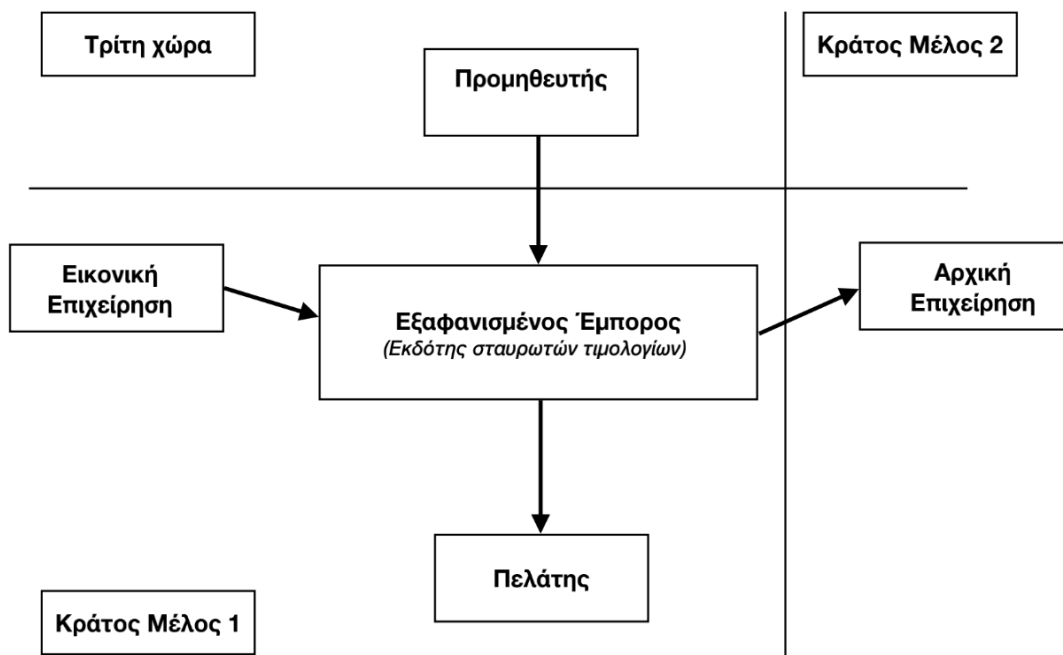 Τρίτη χώρα
Κράτος Μέλος 2
Προμηθευτής
Εικονική
Επιχείρηση
Εξαφανισμένος Έμπορος
(Εκδότης σταυρωτών τιμολογίων)
Αρχική
Επιχείρηση
Πελάτης
Κράτος Μέλος 1